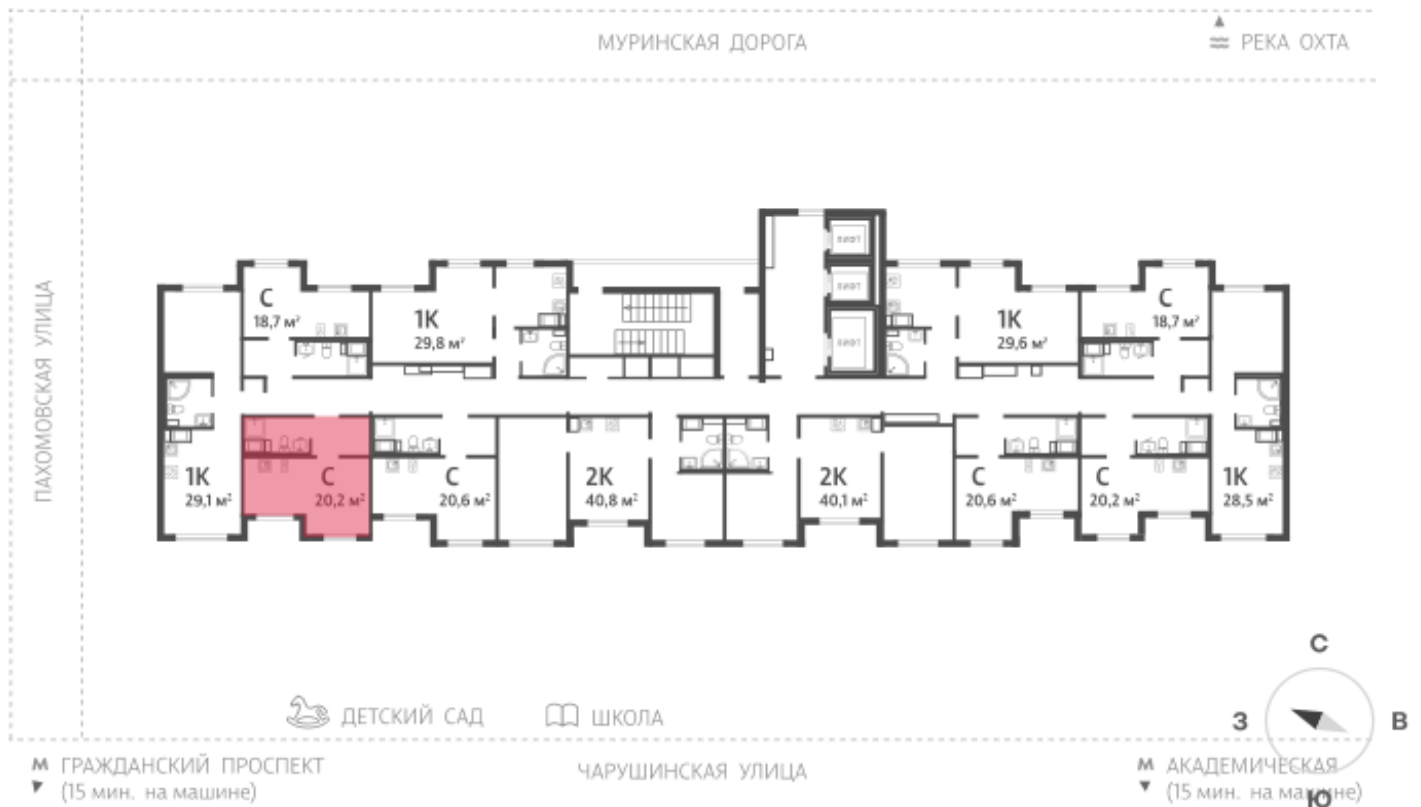 МУРИНСКАЯ ДОРОГА
РЕКА ОХТА
ПАХОМОВСКАЯ УЛИЦА
ЛИФТ
ЛИФТ
ЛИФТ
С
18,7 м²
1К
29,8 м²
1К
29,6 м²
С
18,7 м²
1К
29,1 м²
С
20,2 м²
С
20,6 м²
2К
40,8 м²
2К
40,1 м²
С
20,6 м²
С
20,2 м²
1К
28,5 м²
ДЕТСКИЙ САД
ШКОЛА
С
З
В
Ю
М ГРАЖДАНСКИЙ ПРОСПЕКТ
(15 мин. на машине)
ЧАРУШИНСКАЯ УЛИЦА
М АКАДЕМИЧЕСКАЯ
(15 мин. на машине)